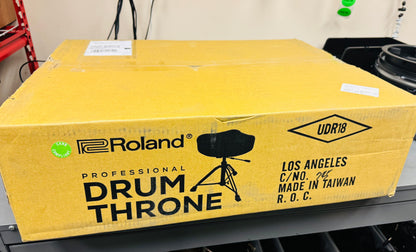 Roland®
PROFESSIONAL
DRUM
THRONE
UDR18
LOS ANGELES
C/NO.
MADE IN TAIWAN
R. O. C.